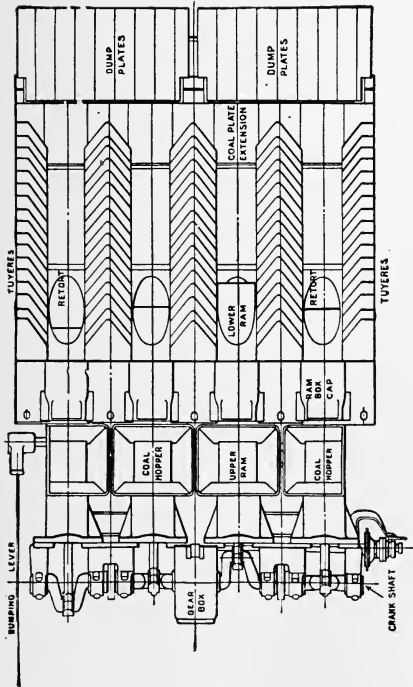 DUMP
PLATES
DUMP
PLATES
COAL PLATE
EXTENSION
TUYERES
RETORT
LOWER
RAM
RETORT
TUYERES
RAM
BOX
CAP
COAL
HOPPER
UPPER
RAM
COAL
HOPPER
DUMPING LEVER
GEAR
BOX
CRANK SHAFT